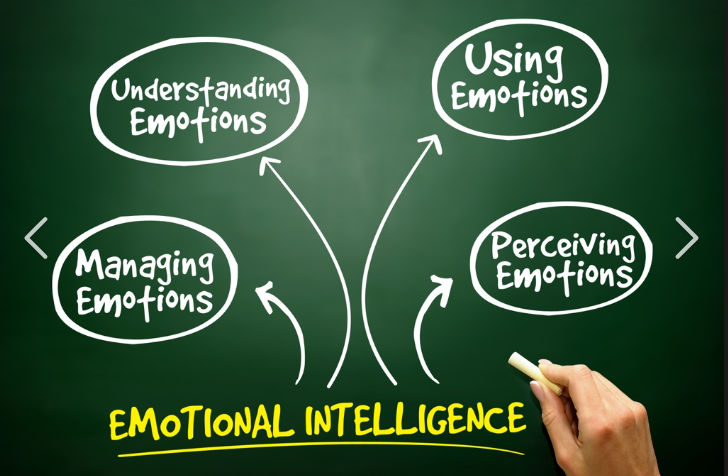 Understanding
Emotions
Using
Emotions
Managing
Emotions
Perceiving
Emotions
EMOTIONAL INTELLIGENCE